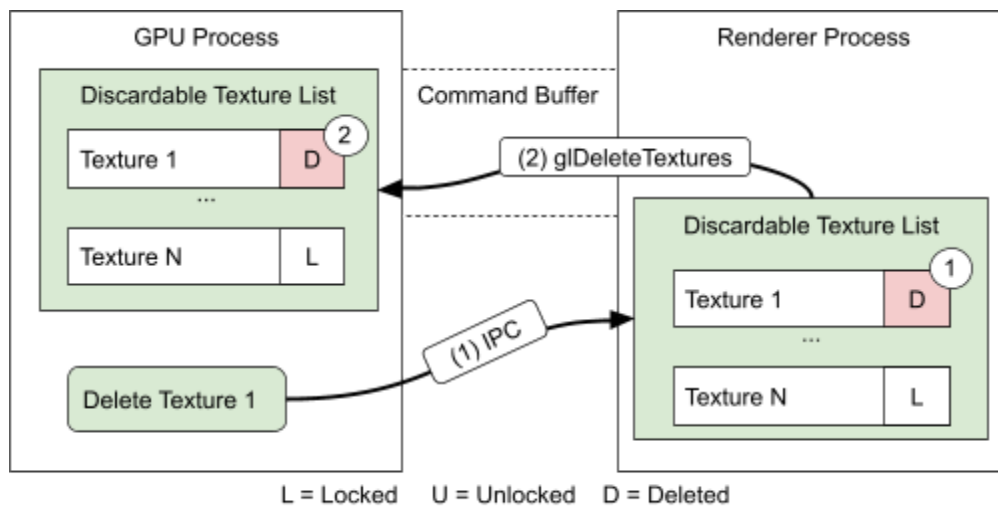 GPU Process
Discardable Texture List
Texture 1
D
2
...
Texture N
L
Delete Texture 1
Command Buffer
(2) glDeleteTextures
(1) IPC
Renderer Process
Discardable Texture List
Texture 1
D
1
...
Texture N
L
L = Locked U = Unlocked D = Deleted